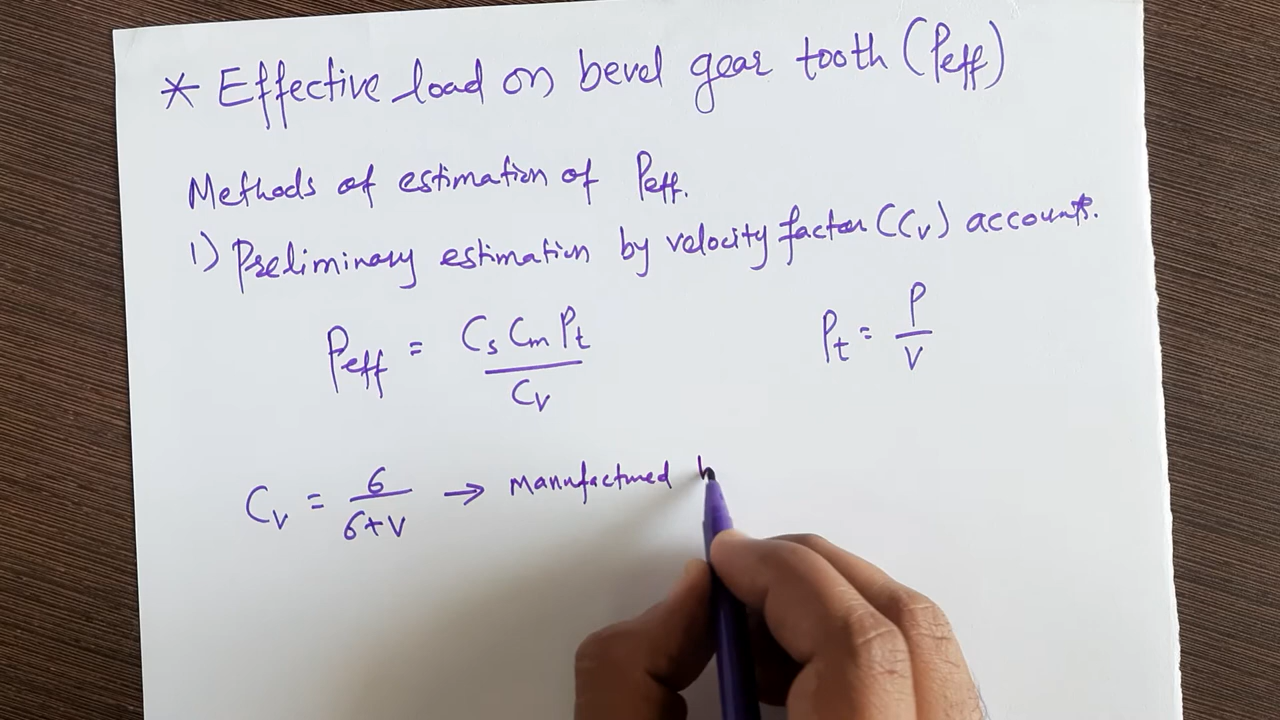 * Effective load on bevel gear tooth (Peff)
Methods of estimation of Peff.
1) Preliminary estimation by velocity factor (Cv) accounts.
Peff = Cs Cm Pt / Cv
Pt = P / V
Cv = 6 / 6+V → Manufactured